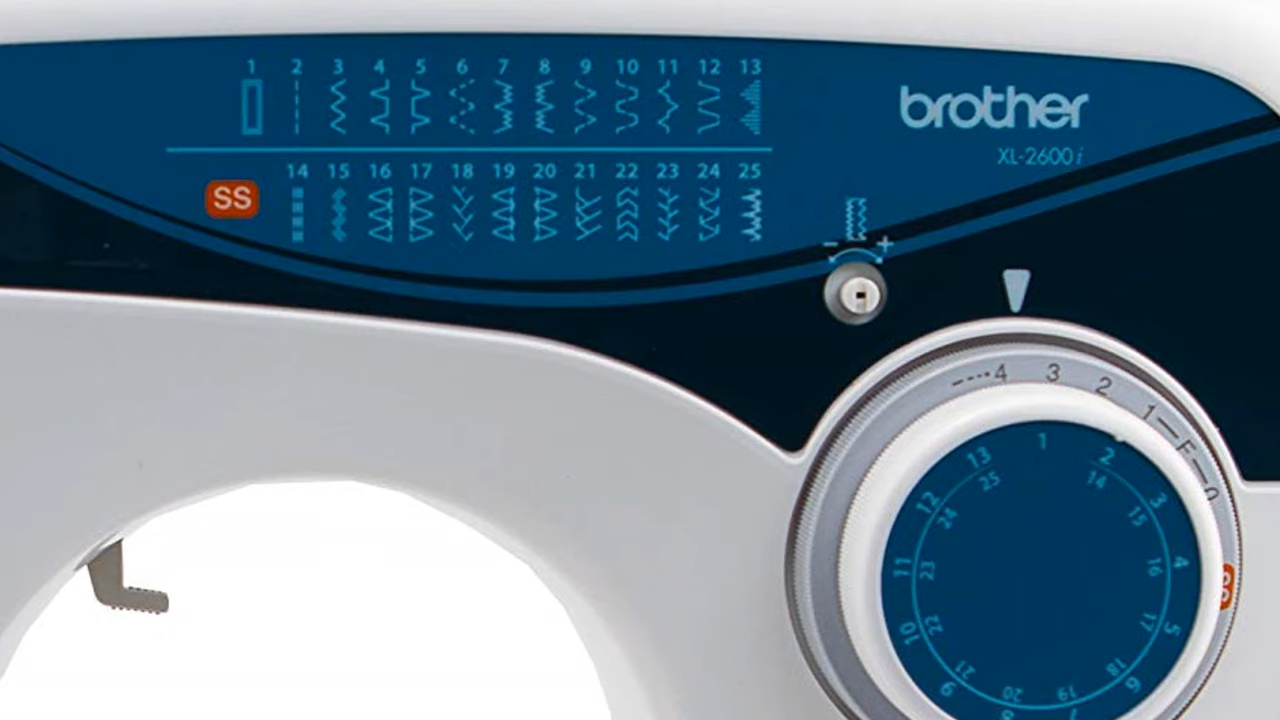 1 2 3 4 5 6 7 8 9 10 11 12 13
brother
XL-2600i
14 15 16 17 18 19 20 21 22 23 24 25
SS
- +
----4 3 2 1—F—0
SS
1 2 3 4 5 6 7 8 9 10 11 12 13
14 15 16 17 18 19 20 21 22 23 24 25